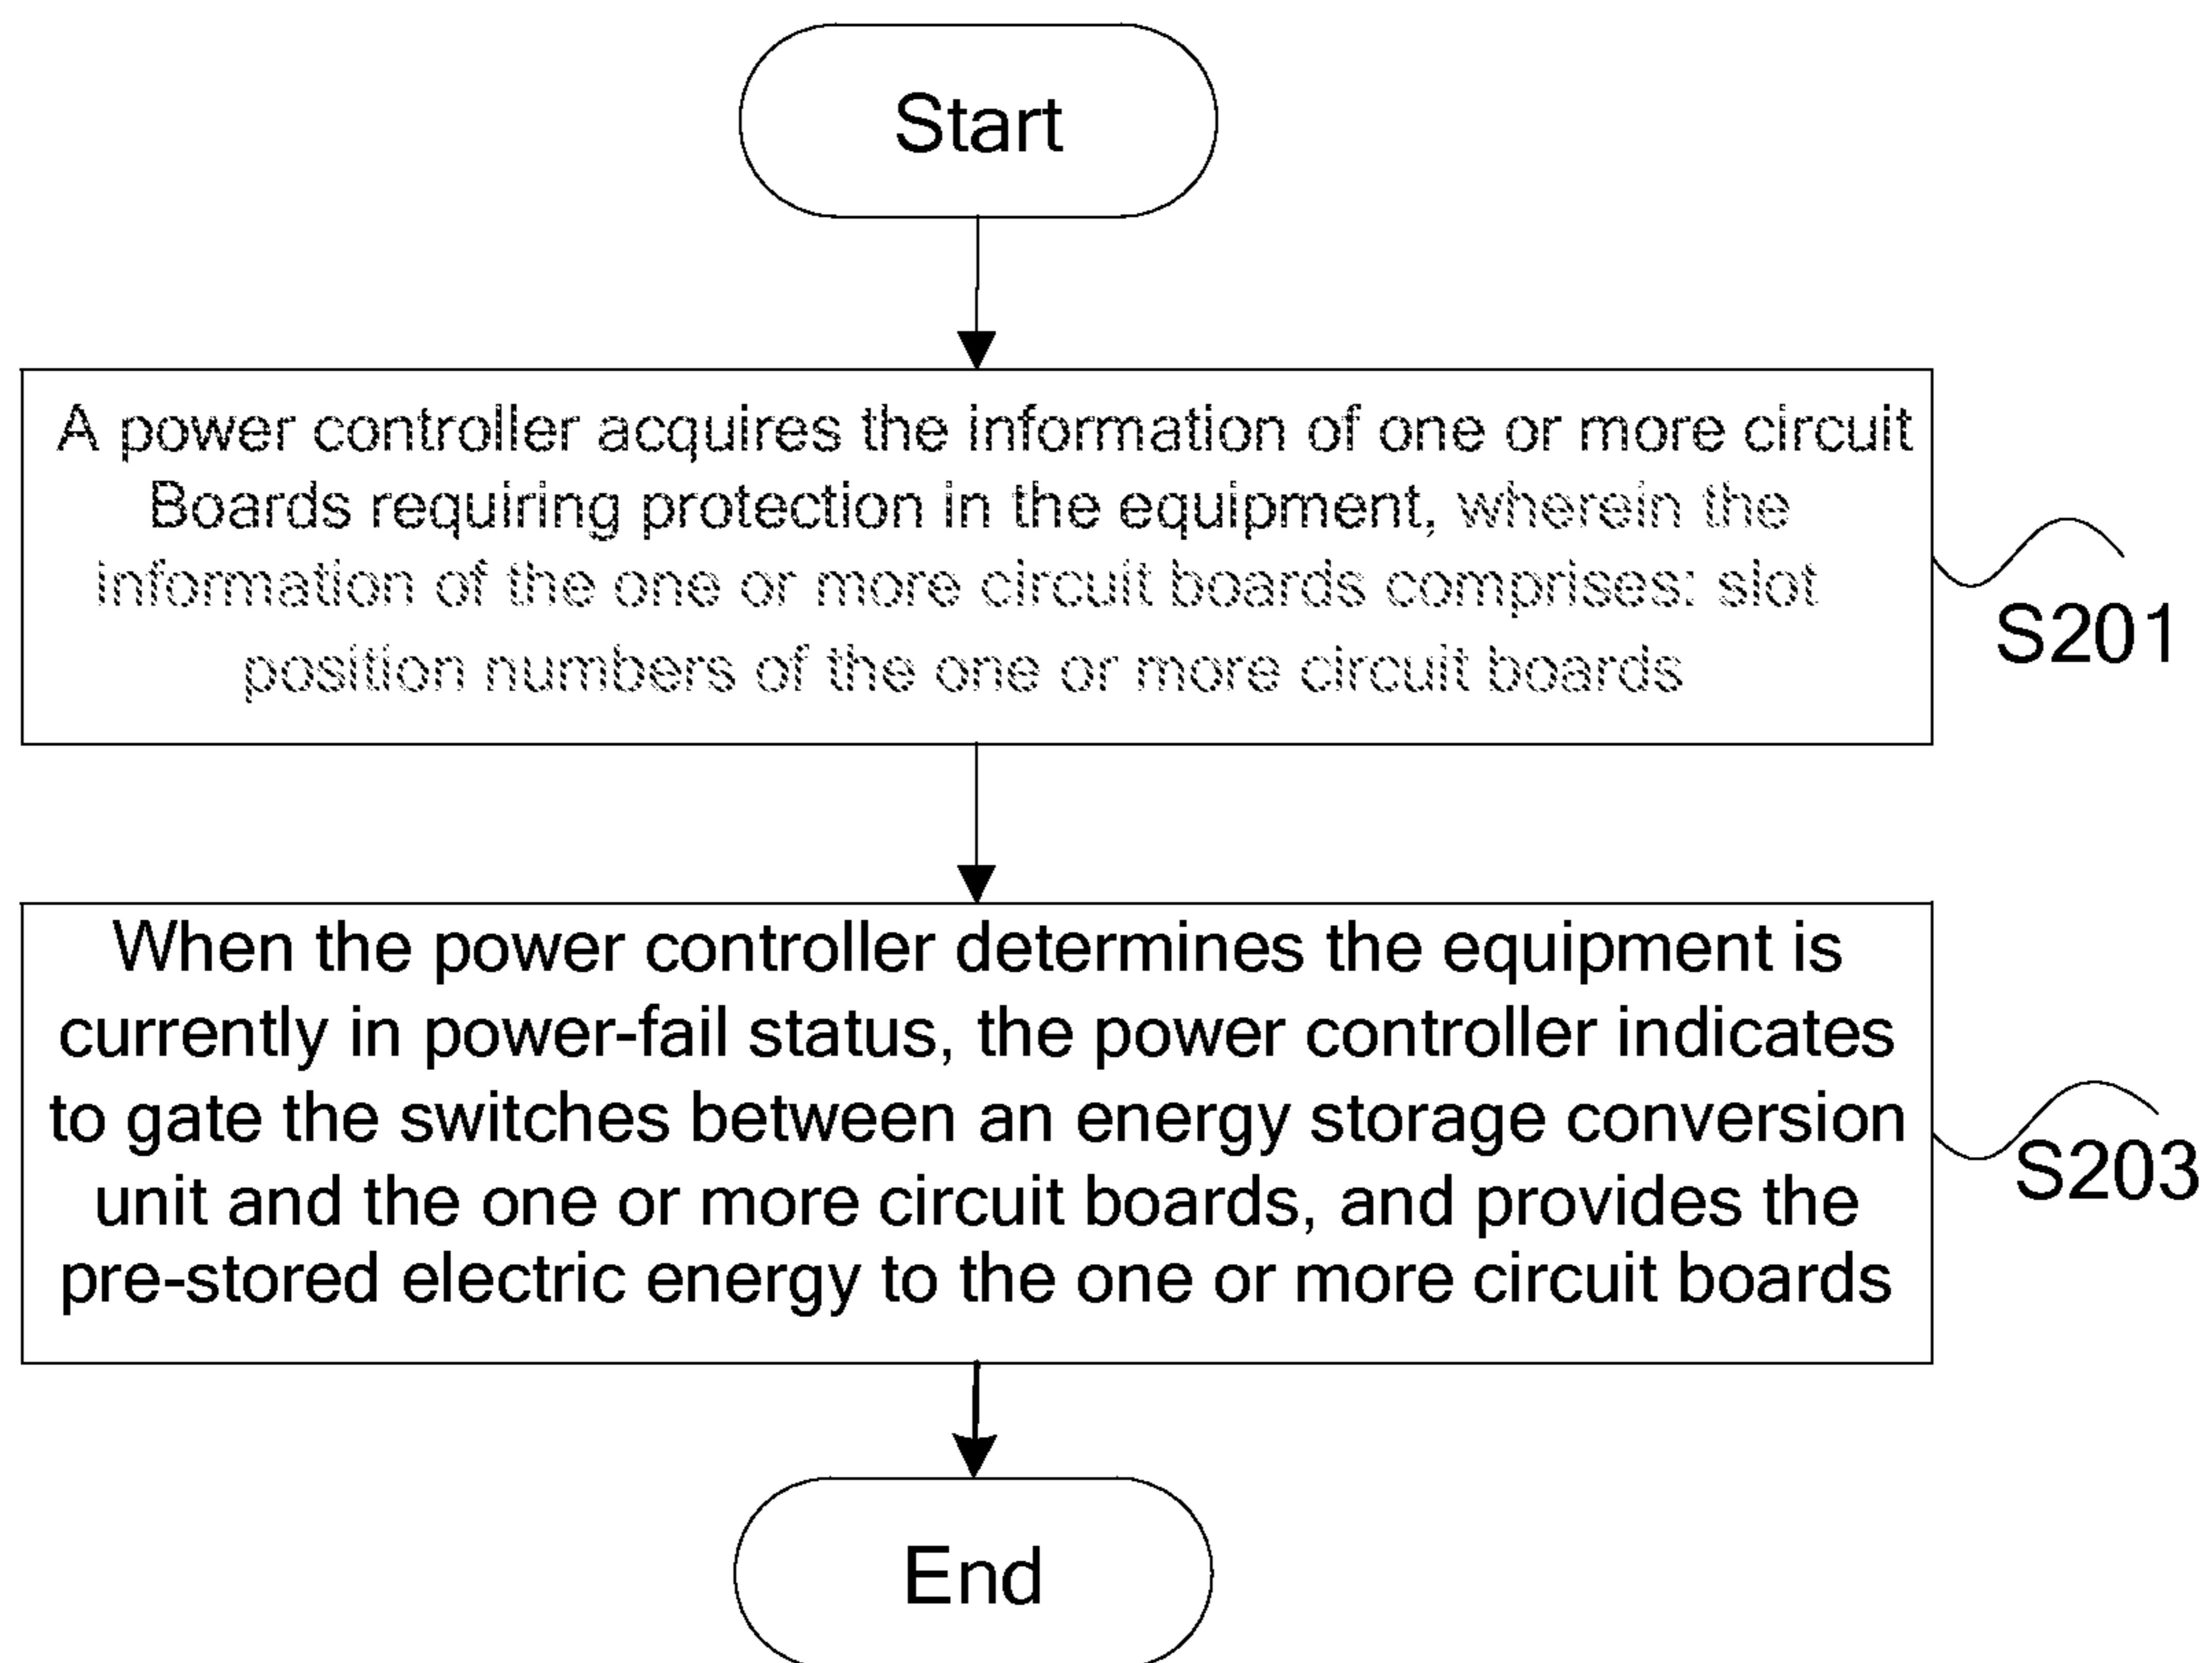 Start
A power controller acquires the information of one or more circuit
Boards requiring protection in the equipment, wherein the
information of the one or more circuit boards comprises: slot
position numbers of the one or more circuit boards
S201
When the power controller determines the equipment is
currently in power-fail status, the power controller indicates
to gate the switches between an energy storage conversion
unit and the one or more circuit boards, and provides the
pre-stored electric energy to the one or more circuit boards
S203
End